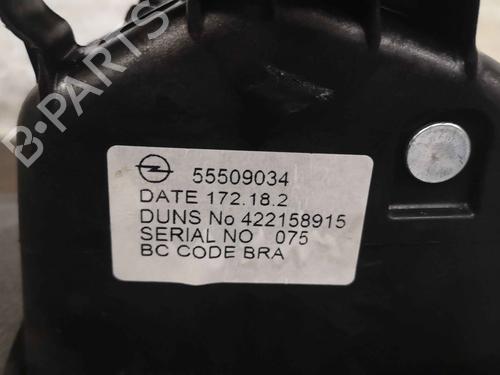 B-PARTS
55509034
DATE 172.18.2
DUNS No 422158915
SERIAL NO 075
BC CODE BRA